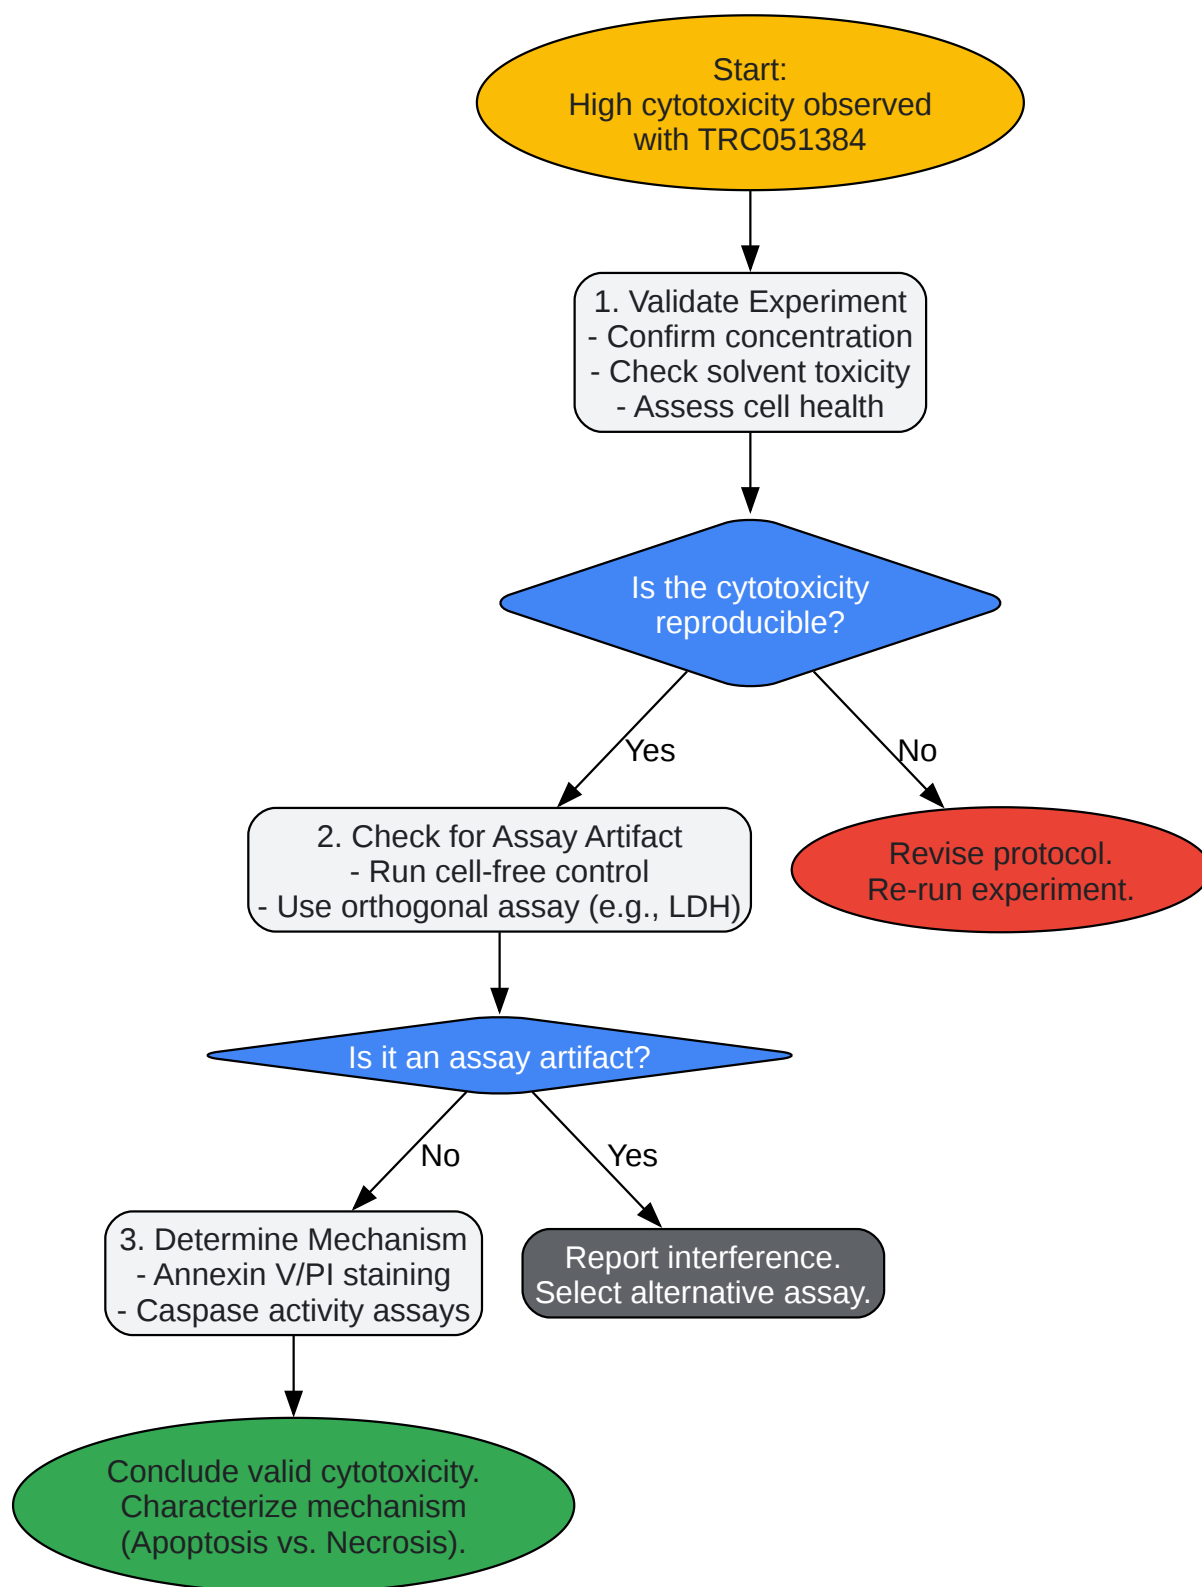 Start:
High cytotoxicity observed
with TRC051384
1. Validate Experiment
- Confirm concentration
- Check solvent toxicity
- Assess cell health
Is the cytotoxicity
reproducible?
Yes
No
2. Check for Assay Artifact
- Run cell-free control
- Use orthogonal assay (e.g., LDH)
Revise protocol.
Re-run experiment.
Is it an assay artifact?
No
Yes
3. Determine Mechanism
- Annexin V/PI staining
- Caspase activity assays
Report interference.
Select alternative assay.
Conclude valid cytotoxicity.
Characterize mechanism
(Apoptosis vs. Necrosis).